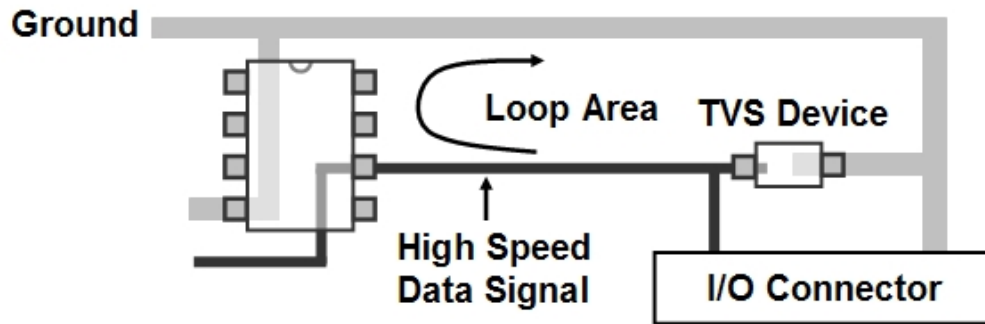 Ground
Loop Area
TVS Device
High Speed
Data Signal
I/O Connector